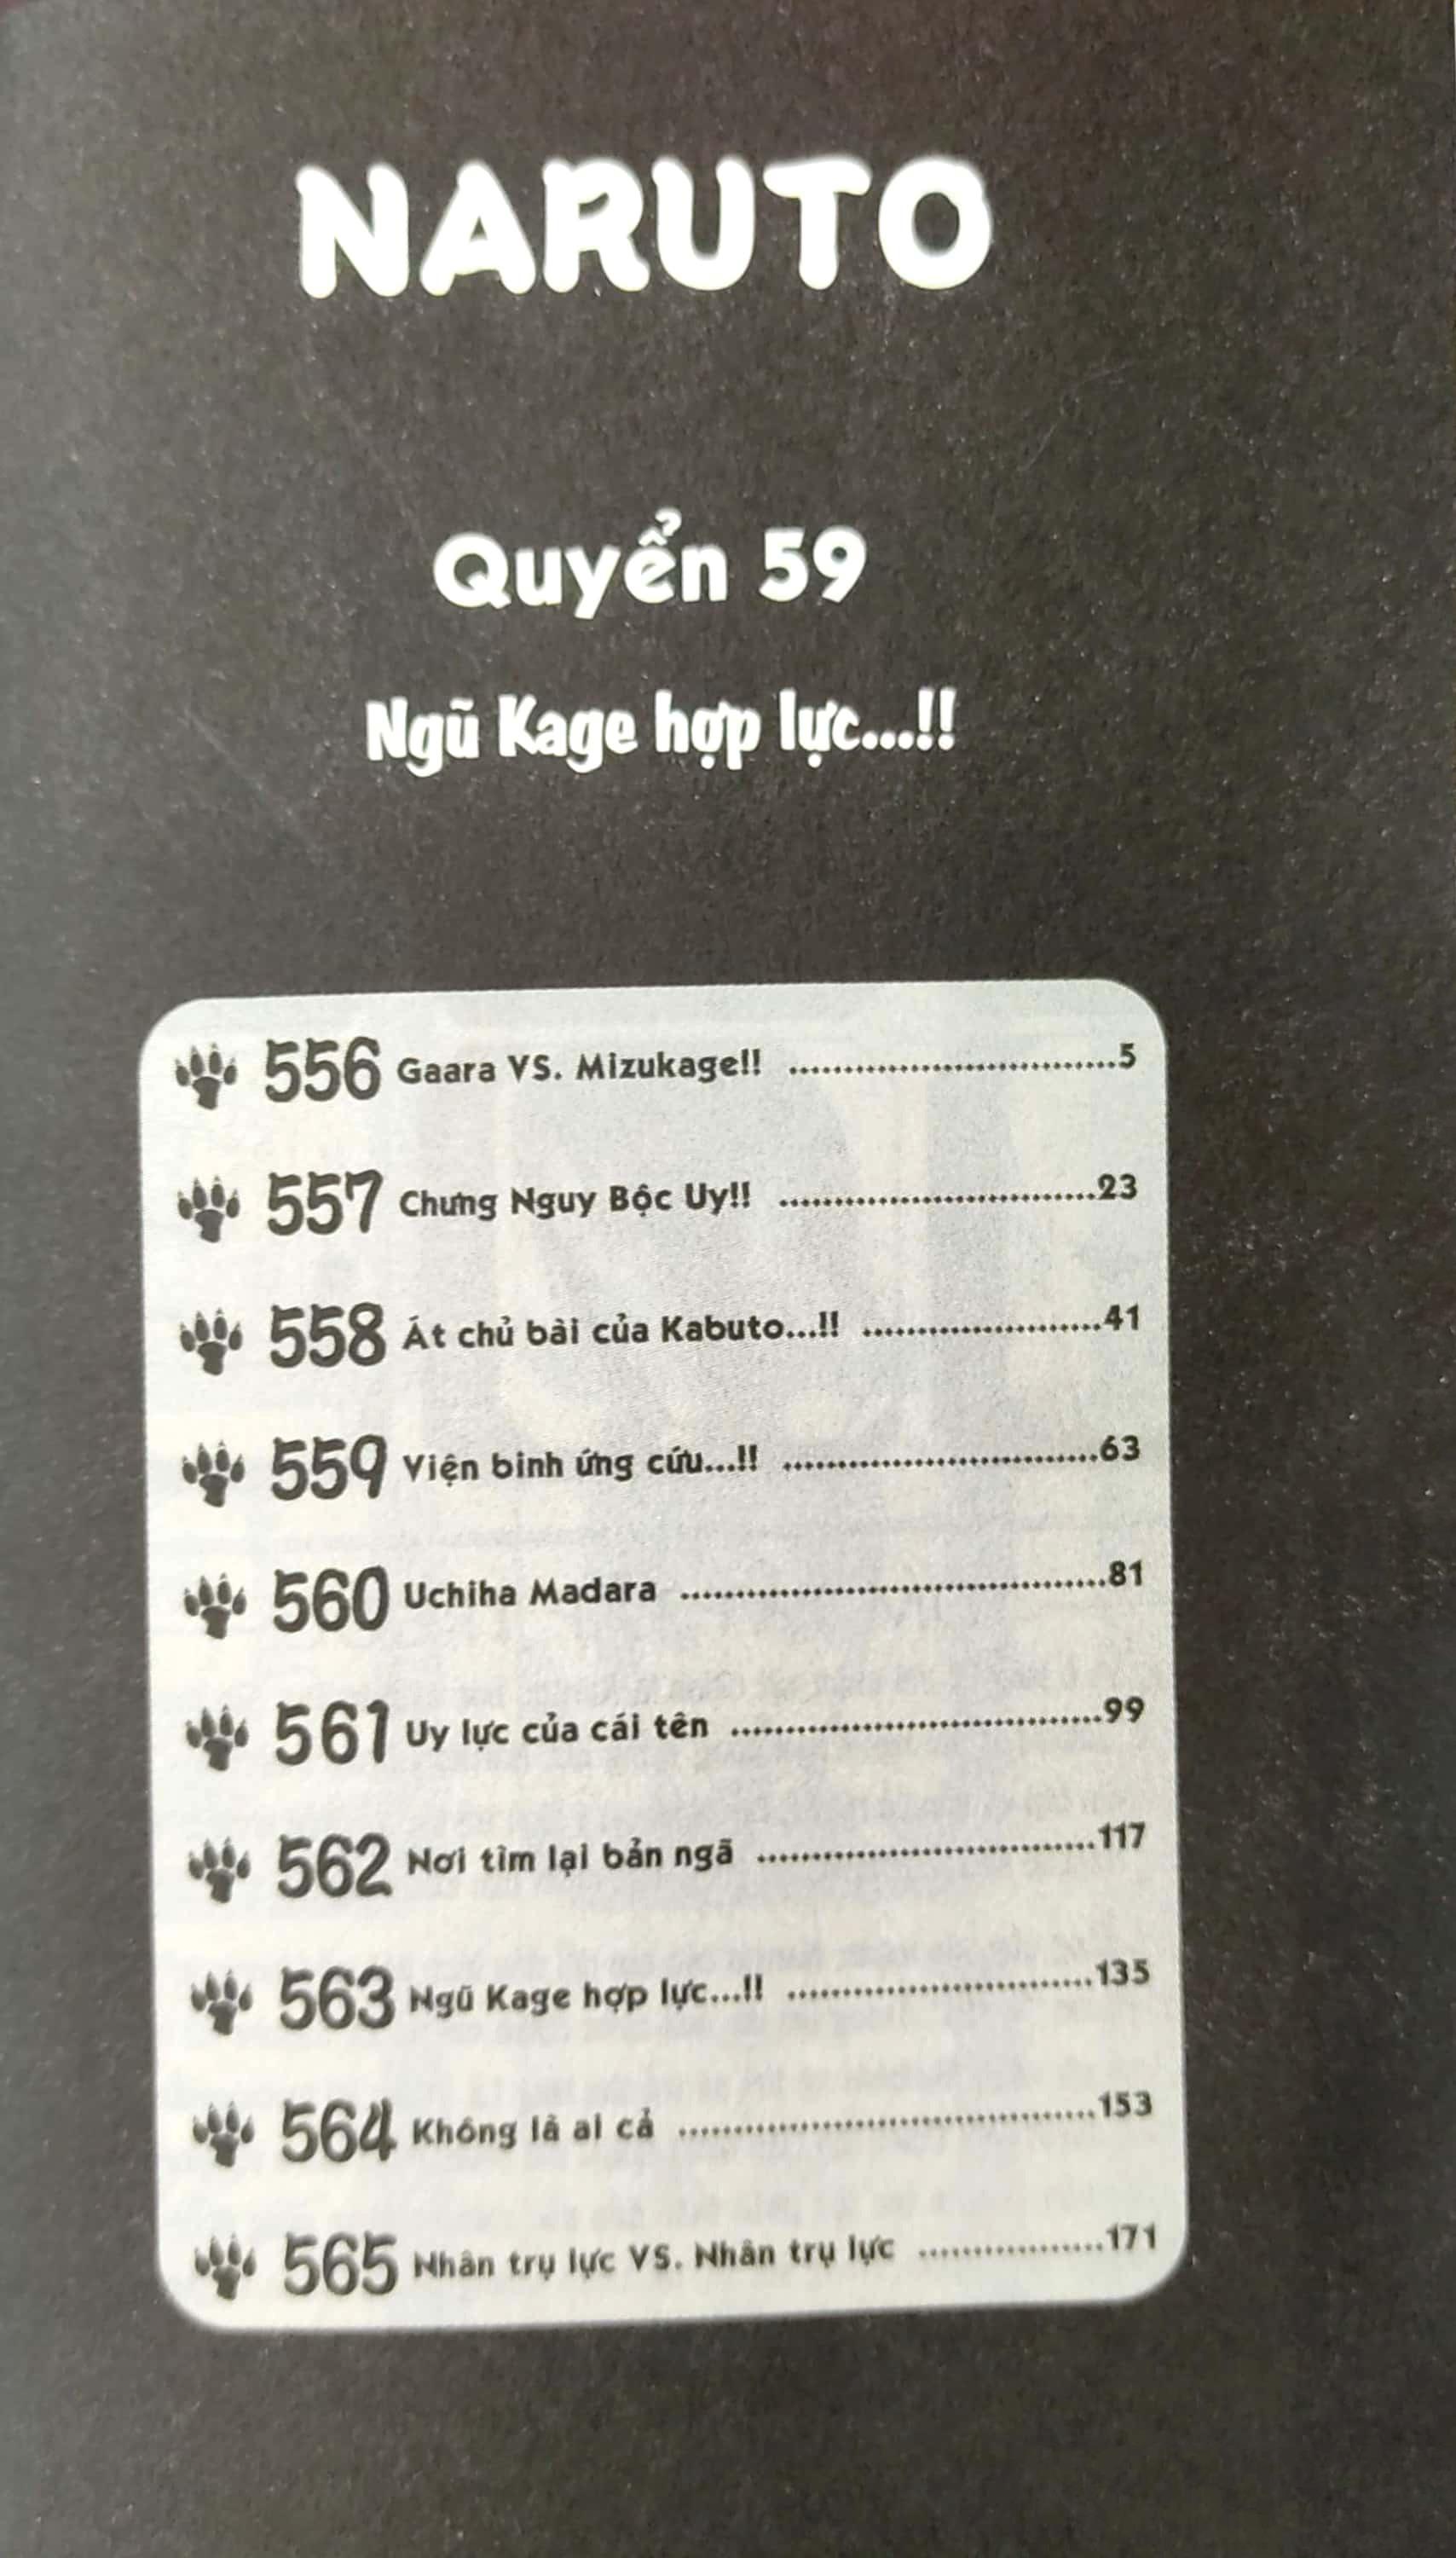 NARUTO
Quyển 59
Ngũ Kage hợp lực...!!
556 Gaara VS. Mizukage!! ..............................5
557 Chưng Nguy Bộc Uy!! .............................23
558 Át chủ bài của Kabuto...!! ......................41
559 Viện binh ứng cứu...!! .............................63
560 Uchiha Madara .......................................81
561 Uy lực của cái tên ..................................99
562 Nơi tìm lại bản ngã ...............................117
563 Ngũ Kage hợp lực...!! ............................135
564 Không là ai cả ......................................153
565 Nhân trụ lực VS. Nhân trụ lực .................171